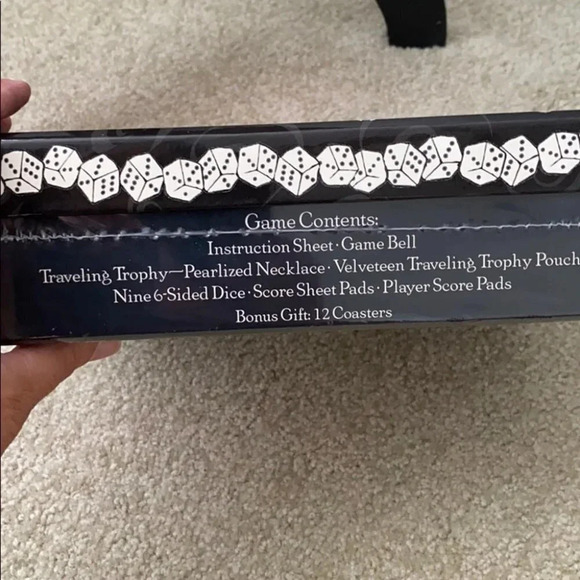 Game Contents:
Instruction Sheet · Game Bell
Traveling Trophy—Pearlized Necklace · Velveteen Traveling Trophy Pouch
Nine 6-Sided Dice · Score Sheet Pads · Player Score Pads
Bonus Gift: 12 Coasters